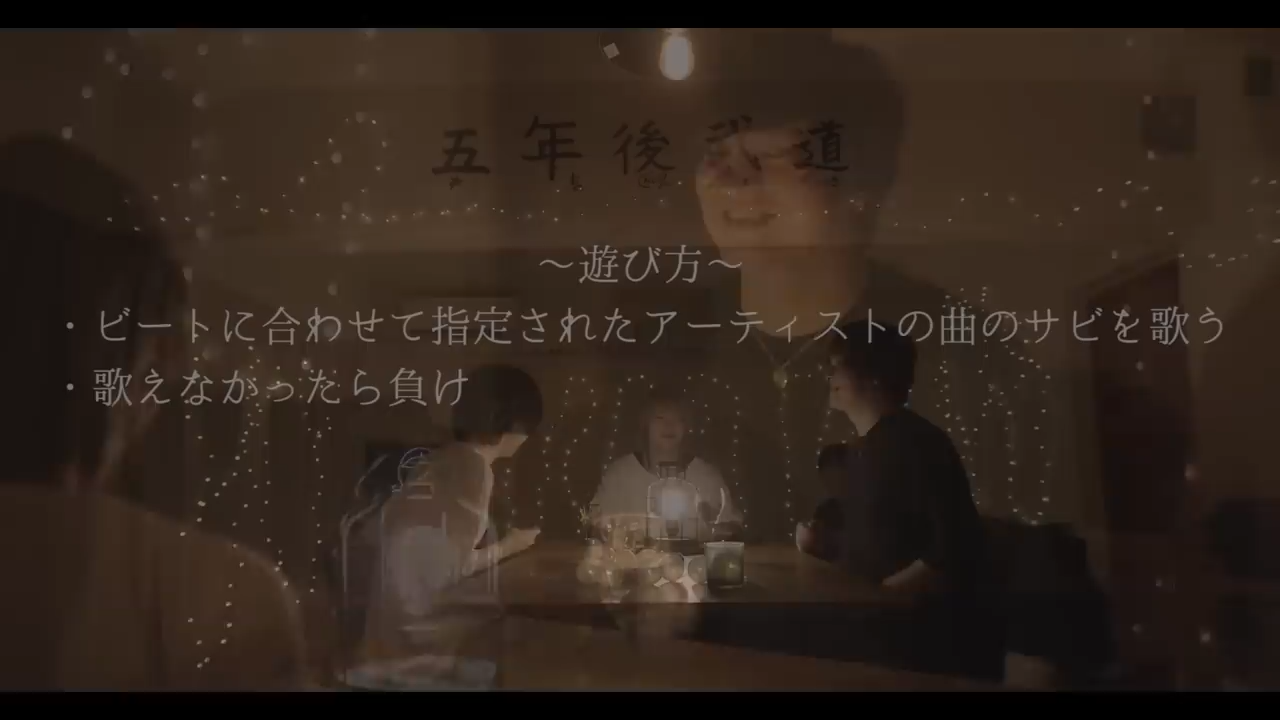 五年後武道
〜遊び方〜
・ビートに合わせて指定されたアーティストの曲のサビを歌う
・歌えなかったら負け